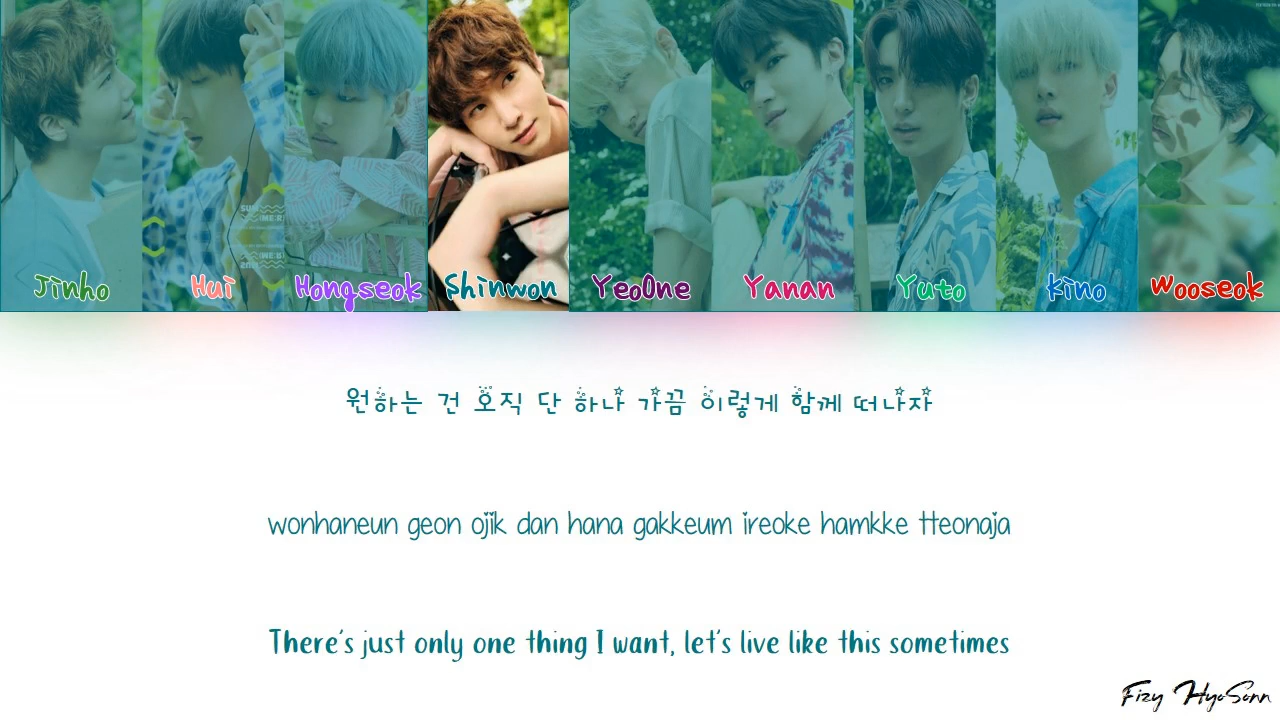 Jinho Hui Hongseok Shinwon YeoOne Yanan Yuto kino Wooseok
원하는 건 오직 단 하나 가끔 이렇게 함께 떠나자
wonhaneun geon ojik dan hana gakkeum ireoke hamkke tteonaja
There's just only one thing I want, let's live like this sometimes
Fizy HyoSonn